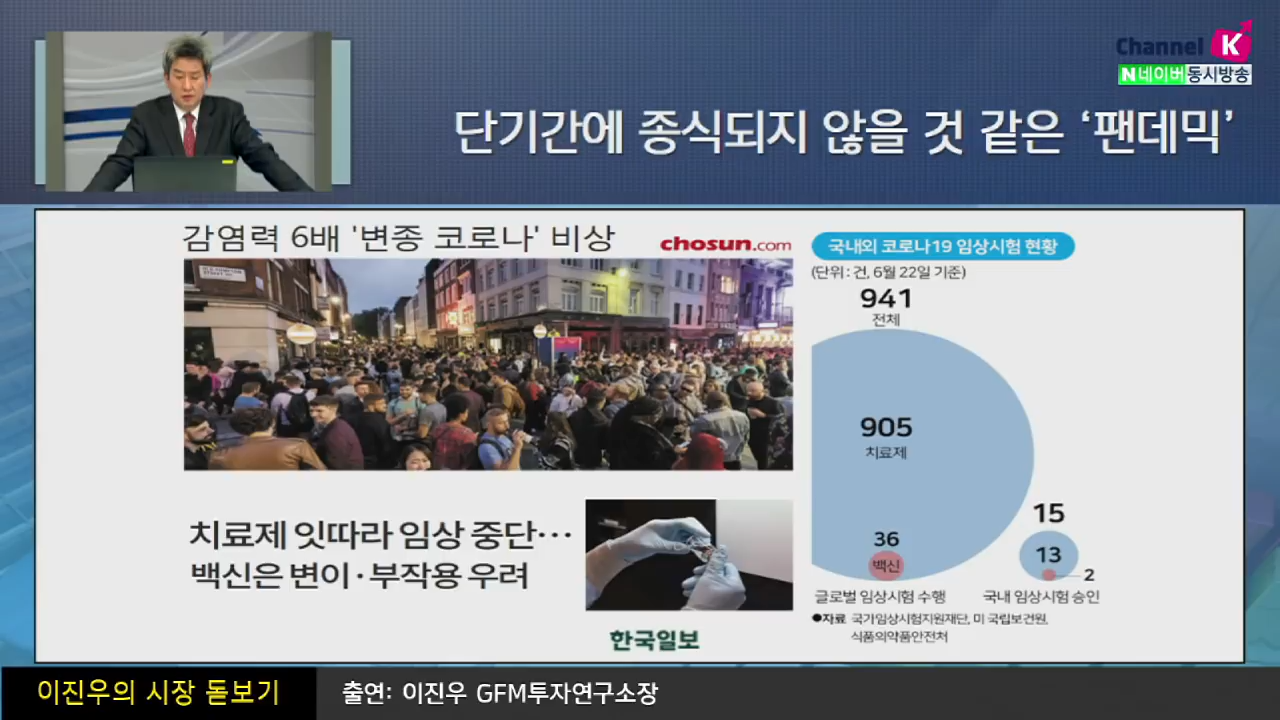 Channel K
N 네이버 동시방송
단기간에 종식되지 않을 것 같은 ‘팬데믹’
감염력 6배 '변종 코로나' 비상
chosun.com
치료제 잇따라 임상 중단…
백신은 변이·부작용 우려
한국일보
국내외 코로나19 임상시험 현황
(단위 : 건, 6월 22일 기준)
941
전체
905
치료제
36
백신
글로벌 임상시험 수행
15
13
2
국내 임상시험 승인
●자료 국가임상시험지원재단, 미 국립보건원,
식품의약품안전처
이진우의 시장 돋보기
출연: 이진우 GFM투자연구소장